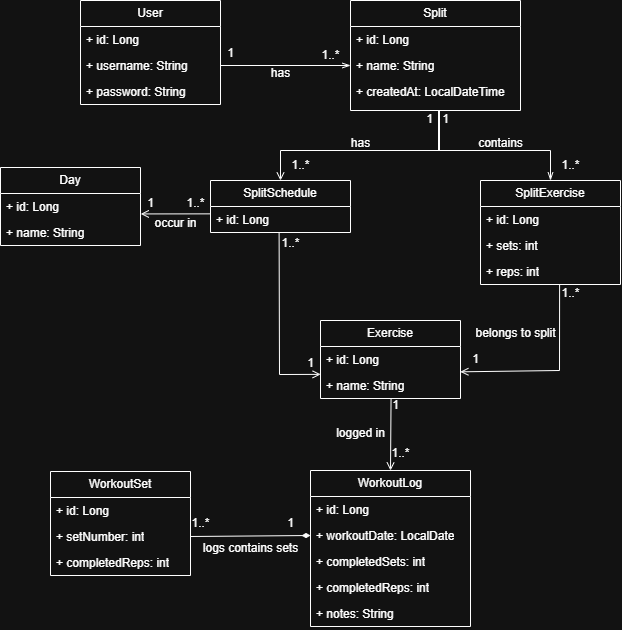 User
+ id: Long
+ username: String
+ password: String
1
1..*
has
Split
+ id: Long
+ name: String
+ createdAt: LocalDateTime
1
1
has
contains
1..*
1..*
Day
+ id: Long
+ name: String
1
1..*
occur in
SplitSchedule
+ id: Long
1..*
SplitExercise
+ id: Long
+ sets: int
+ reps: int
1..*
belongs to split
1
1
Exercise
+ id: Long
+ name: String
1
logged in
1..*
WorkoutSet
+ id: Long
+ setNumber: int
+ completedReps: int
1..*
1
logs contains sets
WorkoutLog
+ id: Long
+ workoutDate: LocalDate
+ completedSets: int
+ completedReps: int
+ notes: String